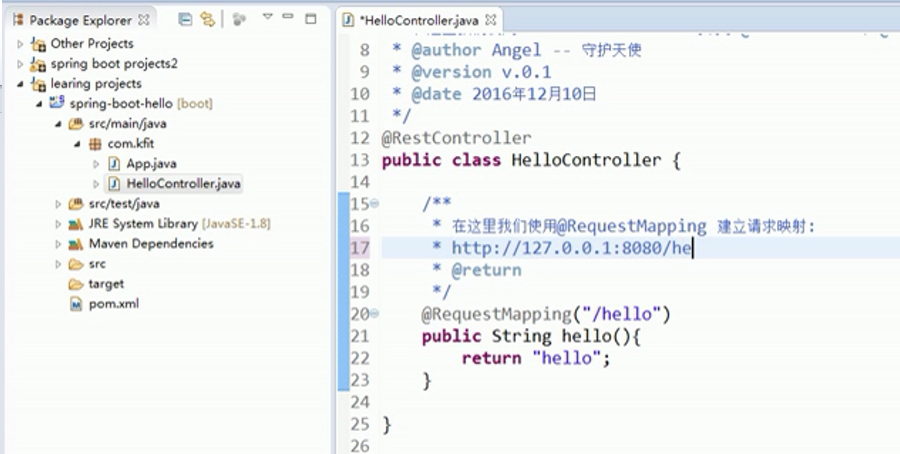 Package Explorer
Other Projects
spring boot projects2
learing projects
spring-boot-hello [boot]
src/main/java
com.kfit
App.java
HelloController.java
src/test/java
JRE System Library [JavaSE-1.8]
Maven Dependencies
src
target
pom.xml
*HelloController.java
8 * @author Angel -- 守护天使
9 * @version v.0.1
10 * @date 2016年12月10日
11 */
12 @RestController
13 public class HelloController {
14
15 /**
16 * 在这里我们使用@RequestMapping 建立请求映射:
17 * http://127.0.0.1:8080/he
18 * @return
19 */
20 @RequestMapping("/hello")
21 public String hello(){
22 return "hello";
23 }
24
25 }
26